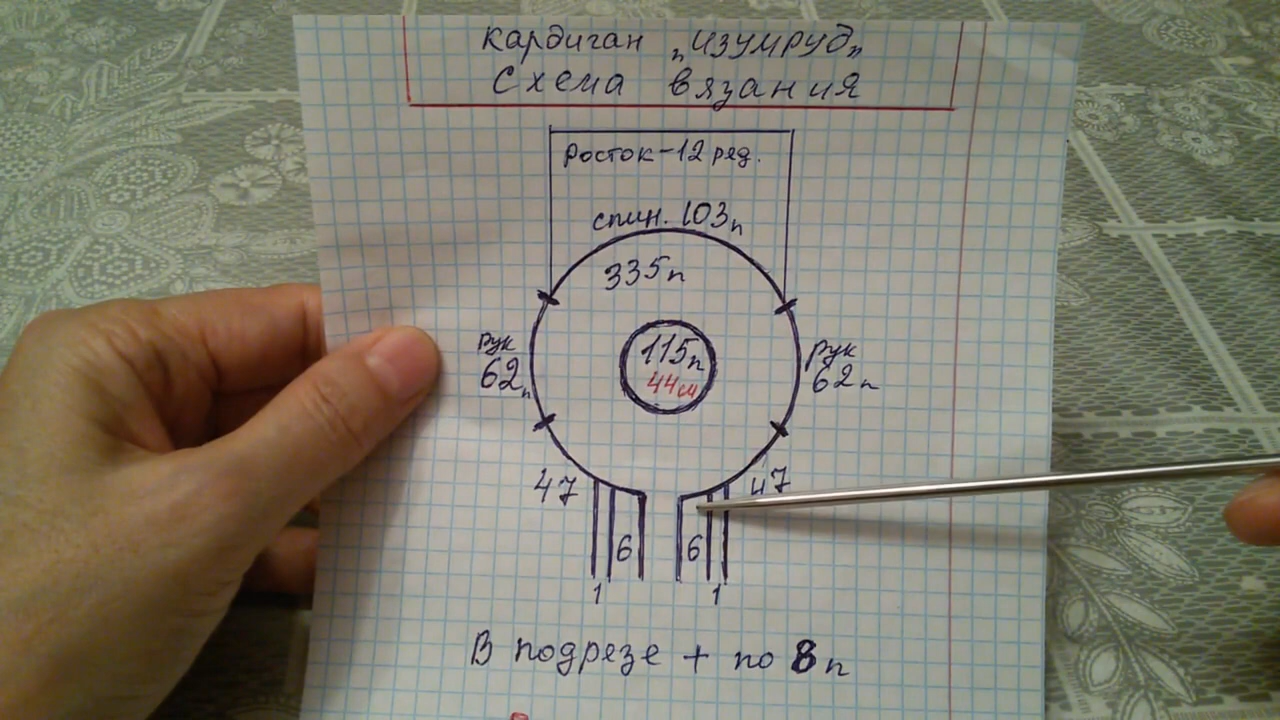 кардиган "ИЗУМРУД"
Схема вязания
Росток-12 ряд.
спин. 103п
335п
рук
62п
115п
44см
рук
62п
47
47
6
6
1
1
В подрезе + по 8п